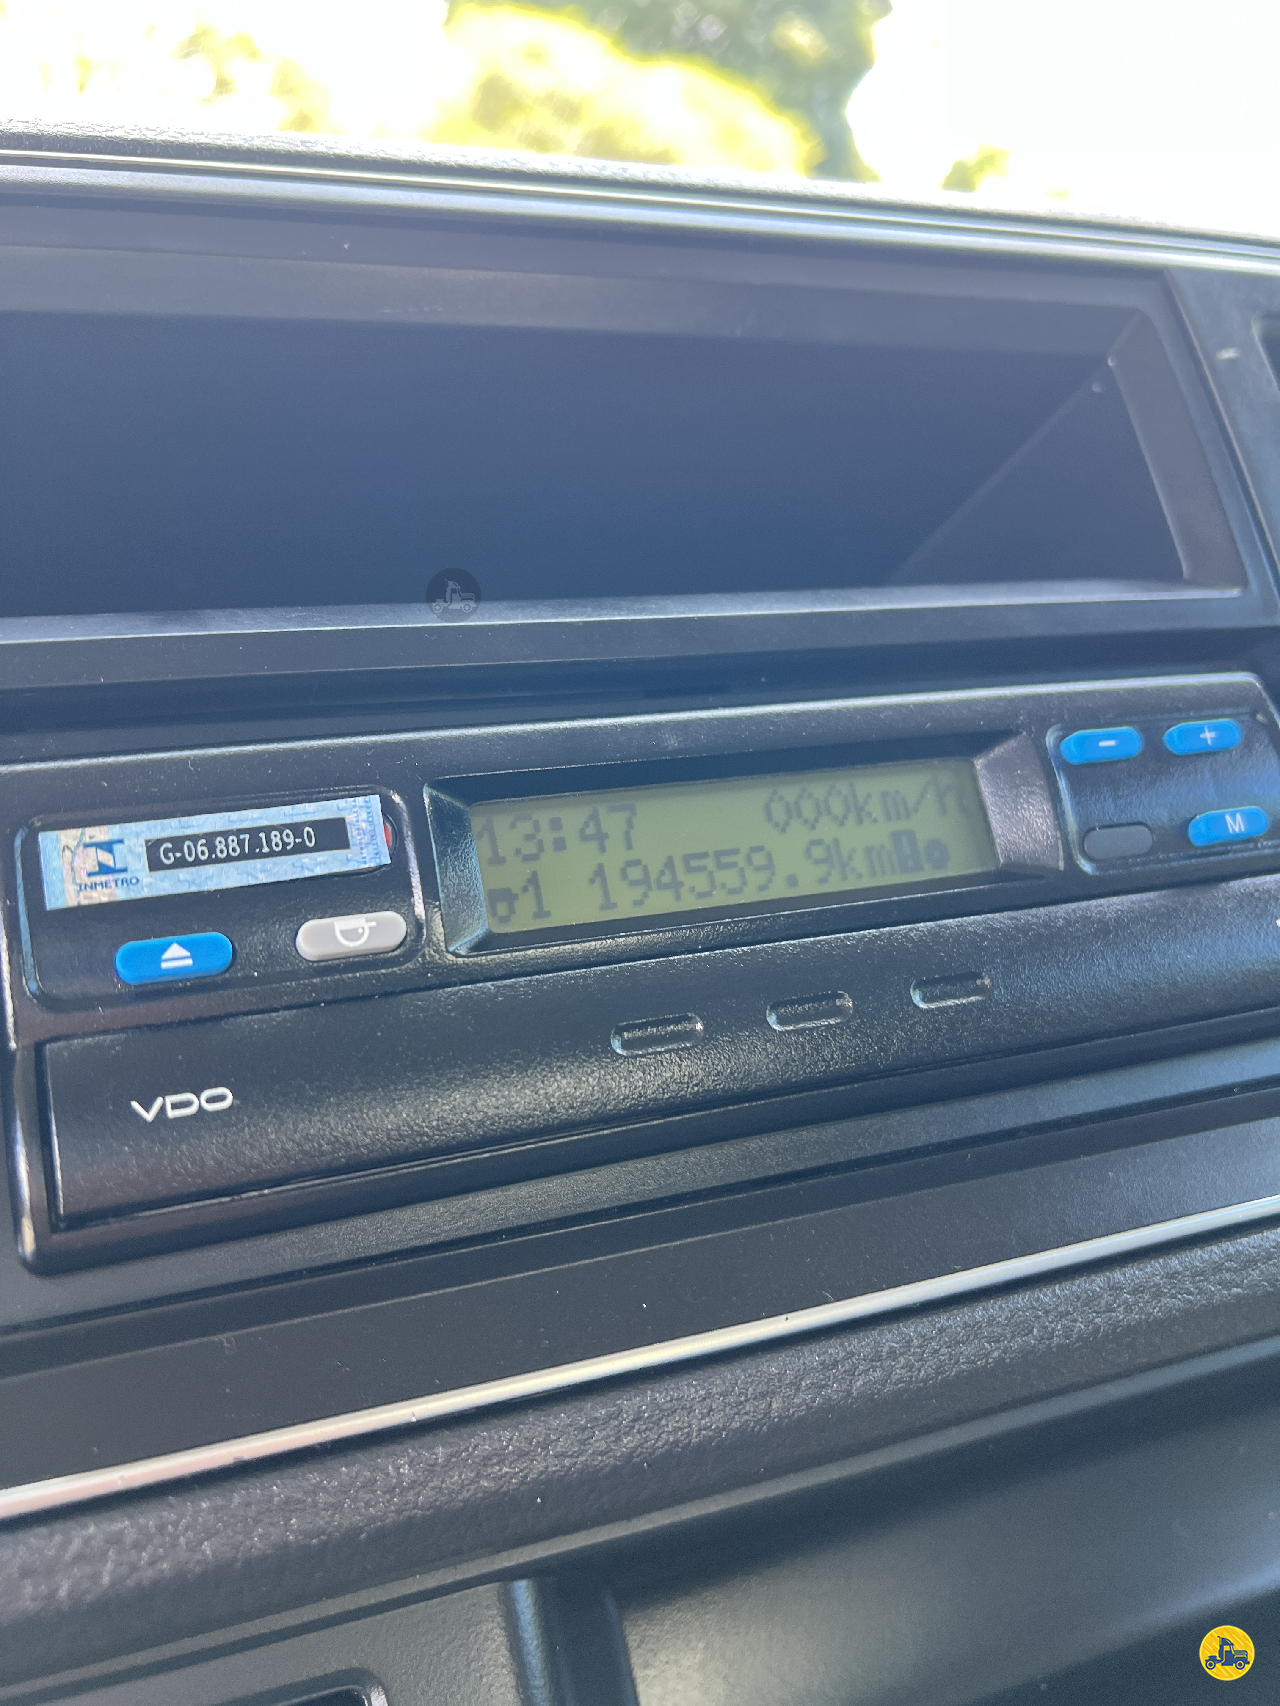 13:47 000km/h
1 194559.9km
G-06.887.189-0
INMETRO
- +
M
VDO